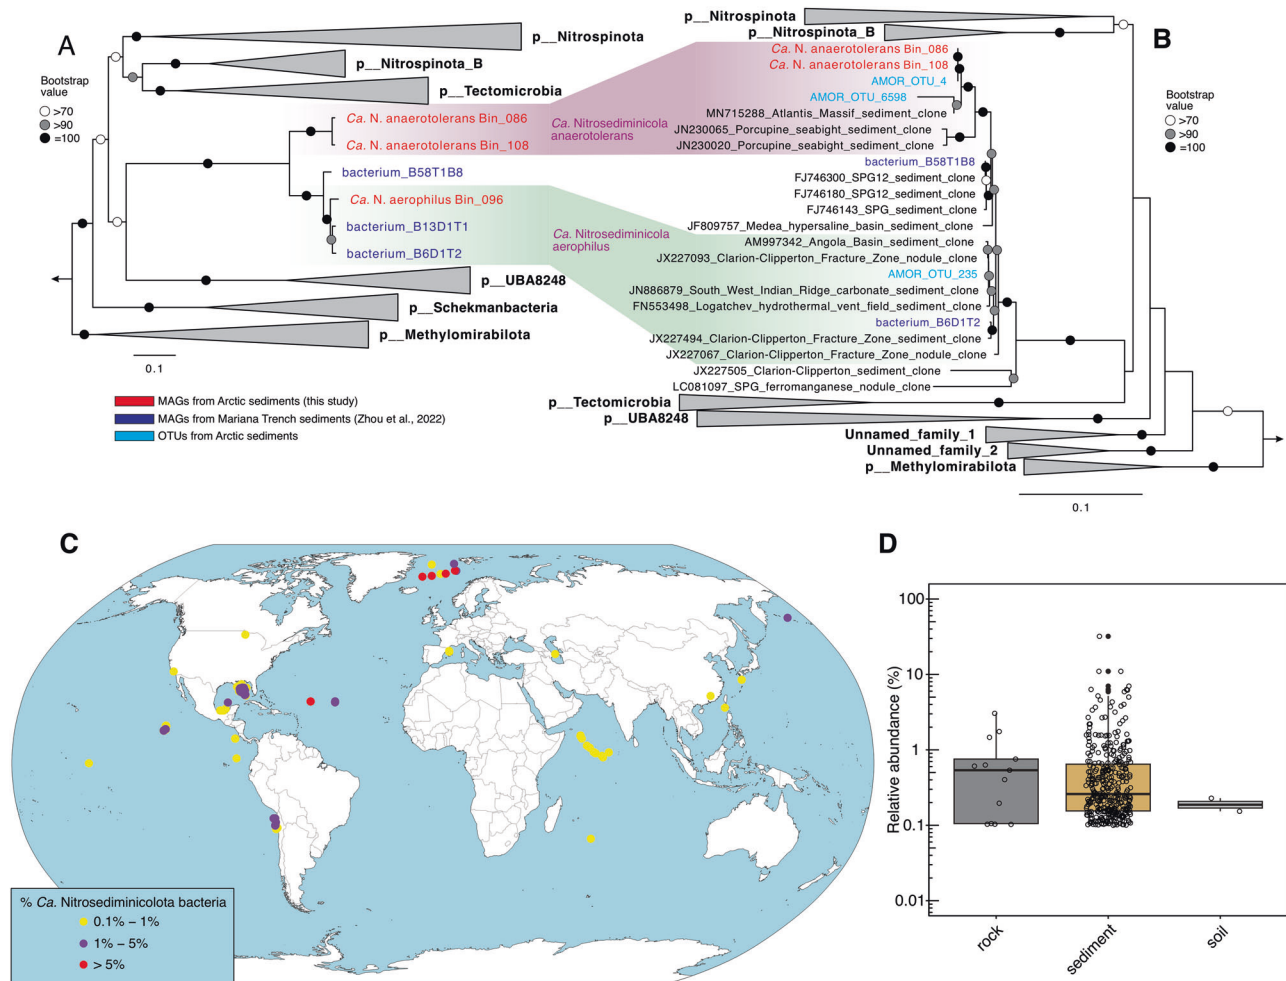 A
p__Nitrospinota
p__Nitrospinota_B
p__Tectomicrobia
Bootstrap
value
>70
>90
=100
Ca. N. anaerotolerans Bin_086
Ca. N. anaerotolerans Bin_108
bacterium_B58T1B8
Ca. N. aerophilus Bin_096
bacterium_B13D1T1
bacterium_B6D1T2
p__UBA8248
p__Schekmanbacteria
p__Methylomirabilota
0.1
MAGs from Arctic sediments (this study)
MAGs from Mariana Trench sediments (Zhou et al., 2022)
OTUs from Arctic sediments
Ca. Nitrosediminicola
anaerotolerans
Ca. Nitrosediminicola
aerophilus
B
p__Nitrospinota
p__Nitrospinota_B
Ca. N. anaerotolerans Bin_086
Ca. N. anaerotolerans Bin_108
AMOR_OTU_4
AMOR_OTU_6598
MN715288_Atlantis_Massif_sediment_clone
JN230065_Porcupine_seabight_sediment_clone
JN230020_Porcupine_seabight_sediment_clone
bacterium_B58T1B8
FJ746300_SPG12_sediment_clone
FJ746180_SPG12_sediment_clone
FJ746143_SPG_sediment_clone
JF809757_Medea_hypersaline_basin_sediment_clone
AM997342_Angola_Basin_sediment_clone
JX227093_Clarion-Clipperton_Fracture_Zone_nodule_clone
AMOR_OTU_235
JN886879_South_West_Indian_Ridge_carbonate_sediment_clone
FN553498_Logatchev_hydrothermal_vent_field_sediment_clone
bacterium_B6D1T2
JX227494_Clarion-Clipperton_Fracture_Zone_sediment_clone
JX227067_Clarion-Clipperton_Fracture_Zone_nodule_clone
JX227505_Clarion-Clipperton_sediment_clone
LC081097_SPG_ferromanganese_nodule_clone
p__Tectomicrobia
p__UBA8248
Unnamed_family_1
Unnamed_family_2
p__Methylomirabilota
0.1
Bootstrap
value
>70
>90
=100
C
% Ca. Nitrosediminicolota bacteria
0.1% – 1%
1% – 5%
> 5%
D
Relative abundance (%)
100
10
1
0.1
0.01
rock
sediment
soil